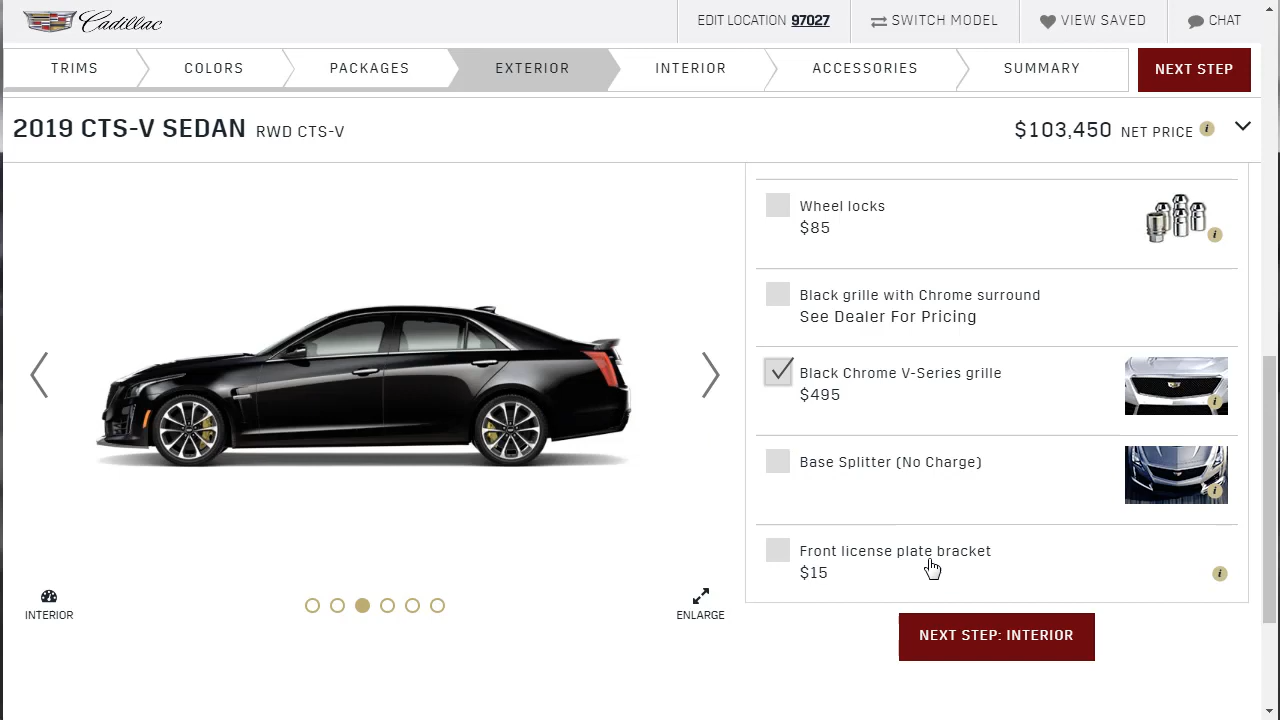 Cadillac
EDIT LOCATION 97027
SWITCH MODEL
VIEW SAVED
CHAT
TRIMS
COLORS
PACKAGES
EXTERIOR
INTERIOR
ACCESSORIES
SUMMARY
NEXT STEP
2019 CTS-V SEDAN RWD CTS-V
$103,450 NET PRICE i
Wheel locks
$85
i
Black grille with Chrome surround
See Dealer For Pricing
Black Chrome V-Series grille
$495
i
Base Splitter (No Charge)
i
Front license plate bracket
$15
i
INTERIOR
ENLARGE
NEXT STEP: INTERIOR